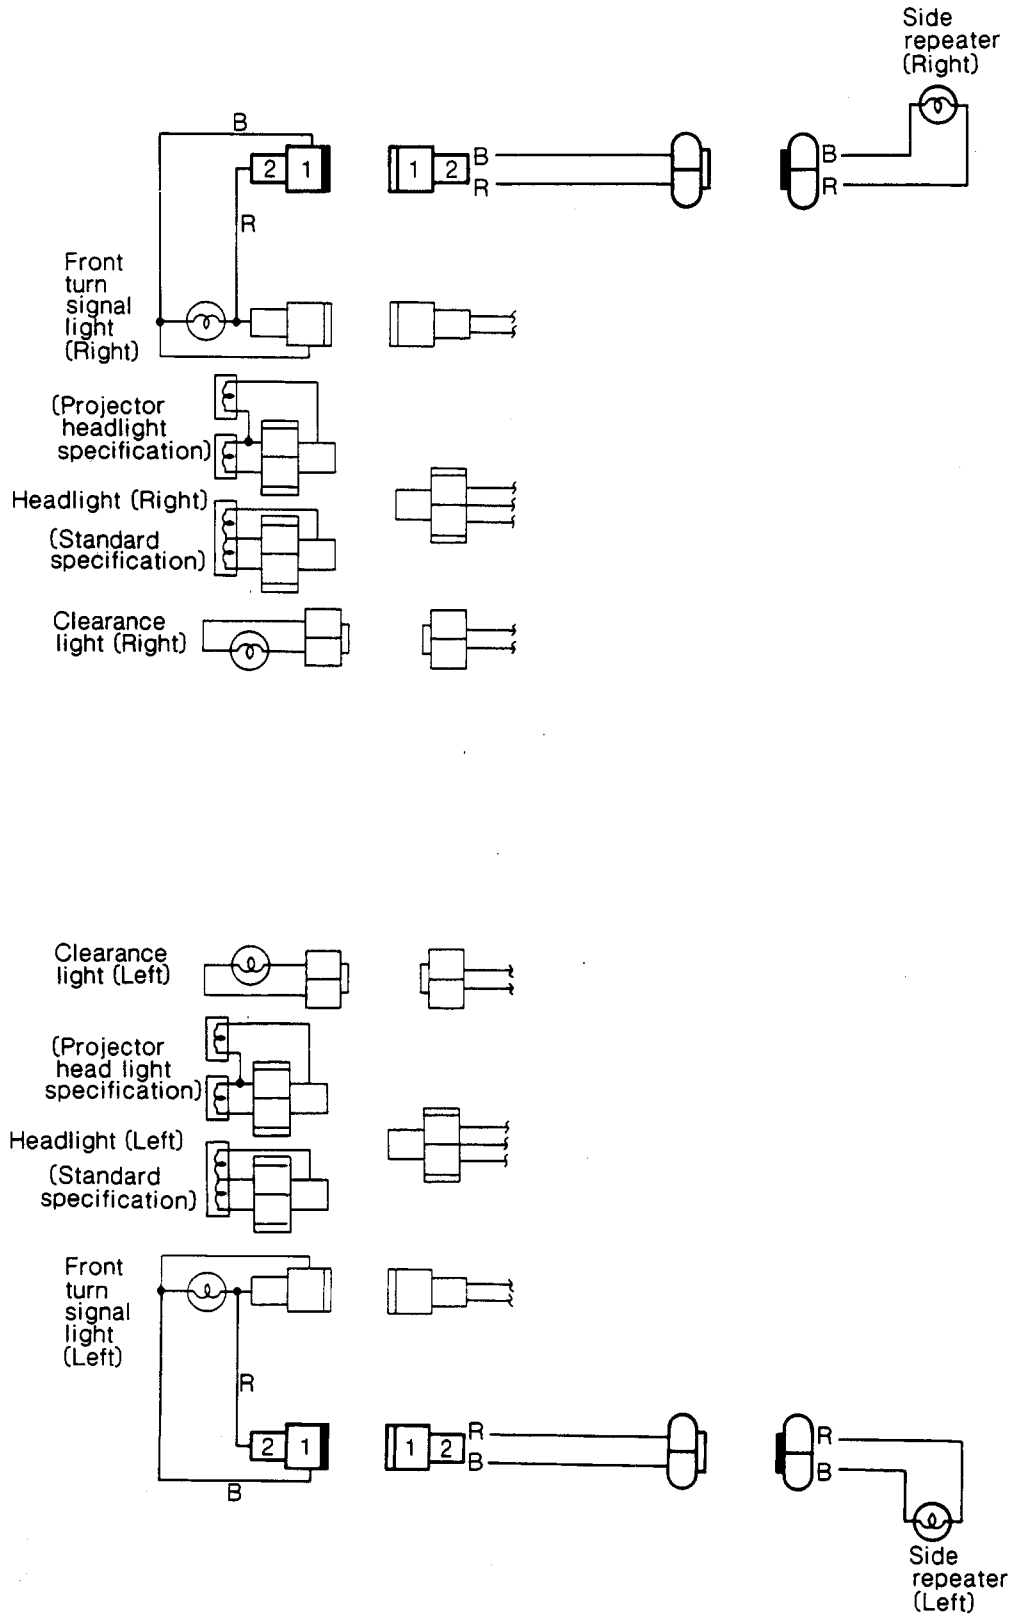 Side
repeater
(Right)
B
2 1
1 2
B
R
B
R
R
Front
turn
signal
light
(Right)
(Projector
headlight
specification)
Headlight (Right)
(Standard
specification)
Clearance
light (Right)
Clearance
light (Left)
(Projector
head light
specification)
Headlight (Left)
(Standard
specification)
Front
turn
signal
light
(Left)
R
2 1
1 2
R
B
R
B
B
Side
repeater
(Left)